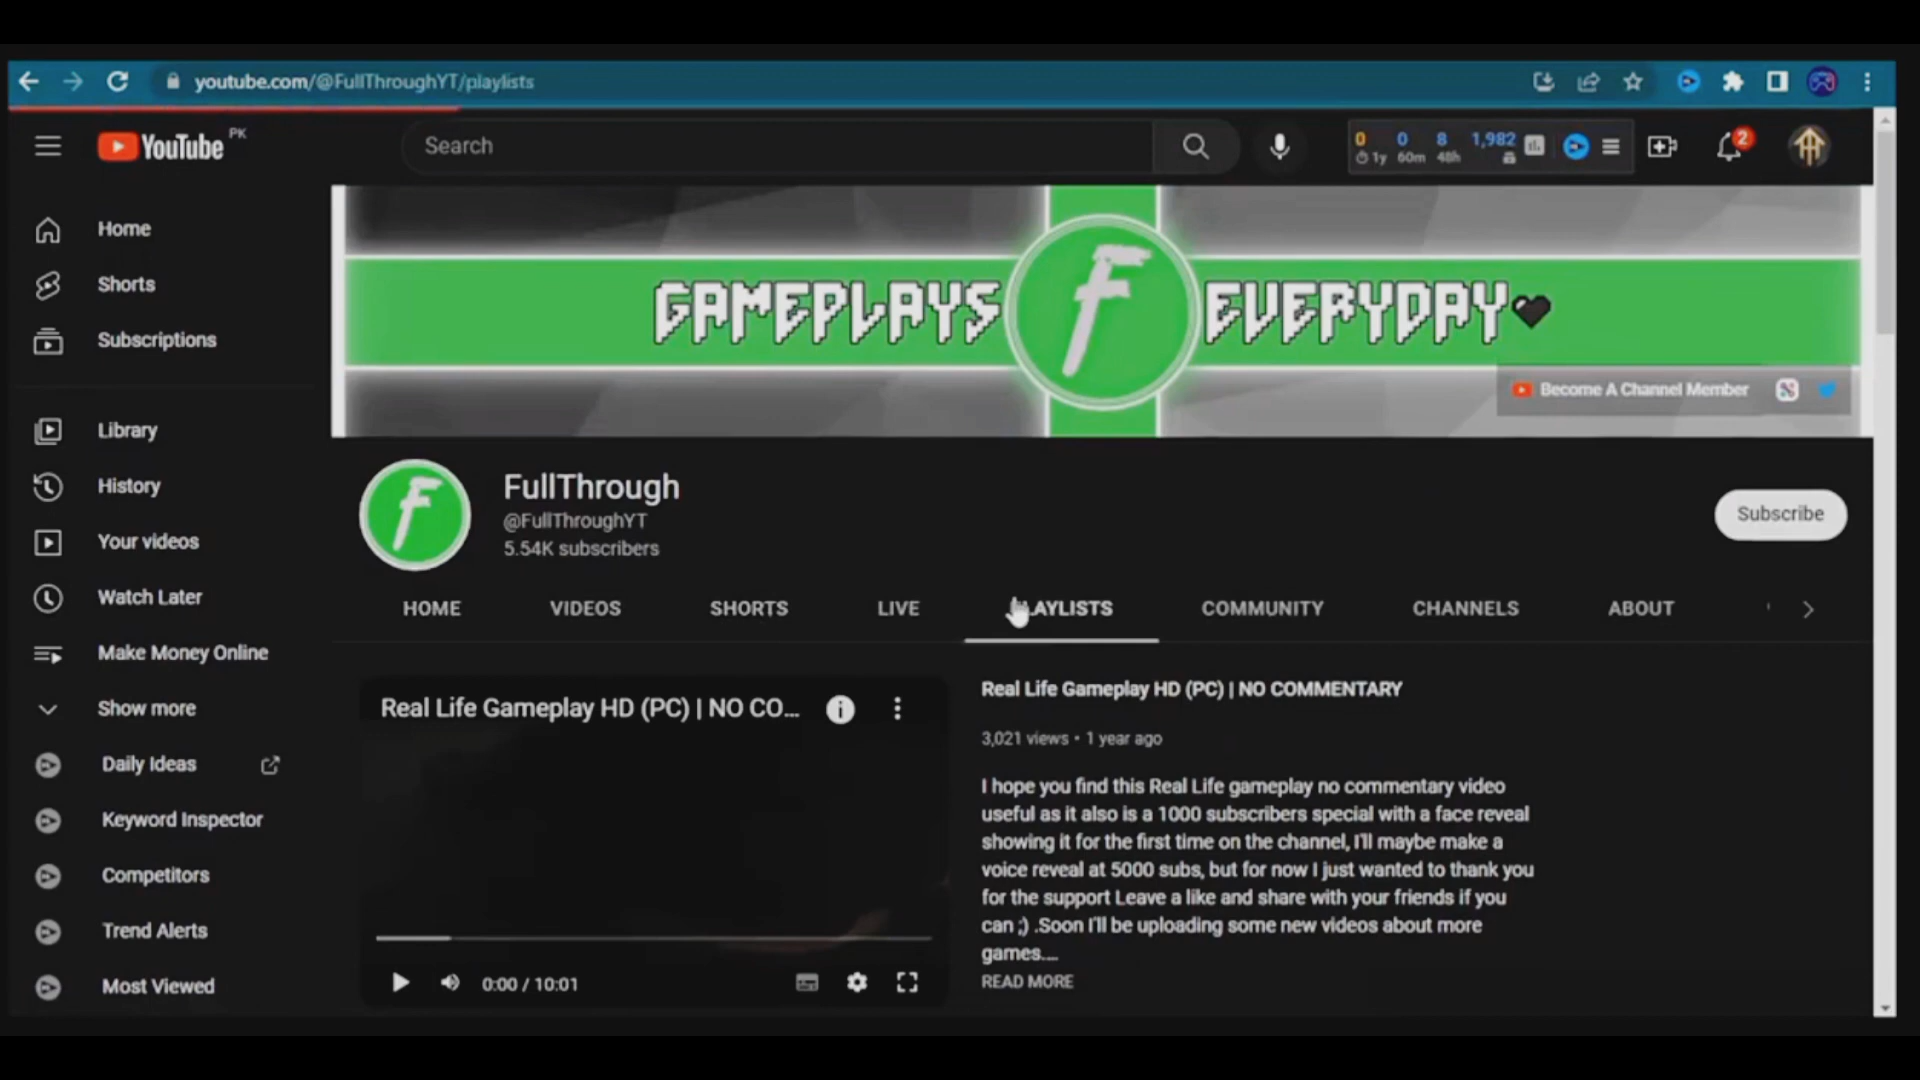 youtube.com/@FullThroughYT/playlists
YouTube PK
Search
0 0 8 1,982
1y 60m 48h
2
Home
Shorts
Subscriptions
Library
History
Your videos
Watch Later
Make Money Online
Show more
Daily Ideas
Keyword Inspector
Competitors
Trend Alerts
Most Viewed
GAMEPLAYS F EVERYDAY
Become A Channel Member
F
FullThrough
@FullThroughYT
5.54K subscribers
Subscribe
HOME VIDEOS SHORTS LIVE LAYLISTS COMMUNITY CHANNELS ABOUT
Real Life Gameplay HD (PC) | NO CO...
0:00 / 10:01
Real Life Gameplay HD (PC) | NO COMMENTARY
3,021 views • 1 year ago
I hope you find this Real Life gameplay no commentary video
useful as it also is a 1000 subscribers special with a face reveal
showing it for the first time on the channel, I'll maybe make a
voice reveal at 5000 subs, but for now I just wanted to thank you
for the support Leave a like and share with your friends if you
can ;) .Soon I'll be uploading some new videos about more
games....
READ MORE